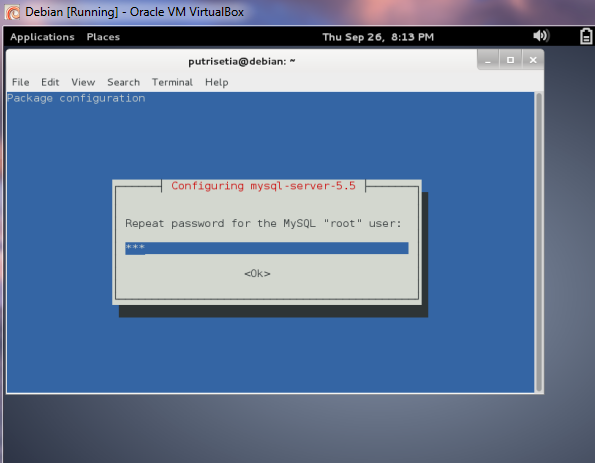 Debian [Running] - Oracle VM VirtualBox
Applications Places Thu Sep 26, 8:13 PM
putrisetia@debian: ~
File Edit View Search Terminal Help
Package configuration
Configuring mysql-server-5.5
Repeat password for the MySQL "root" user:
***
<Ok>